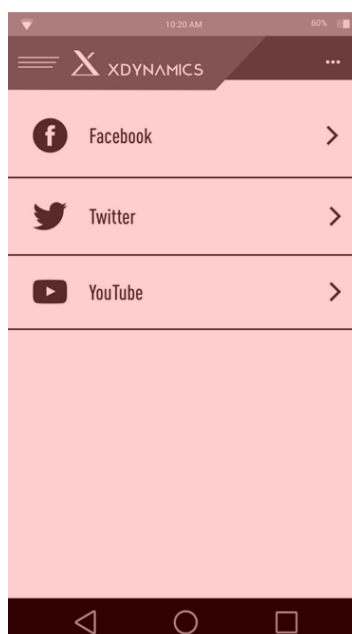 10:20 AM 60%
X XDYNAMICS
Facebook
Twitter
YouTube